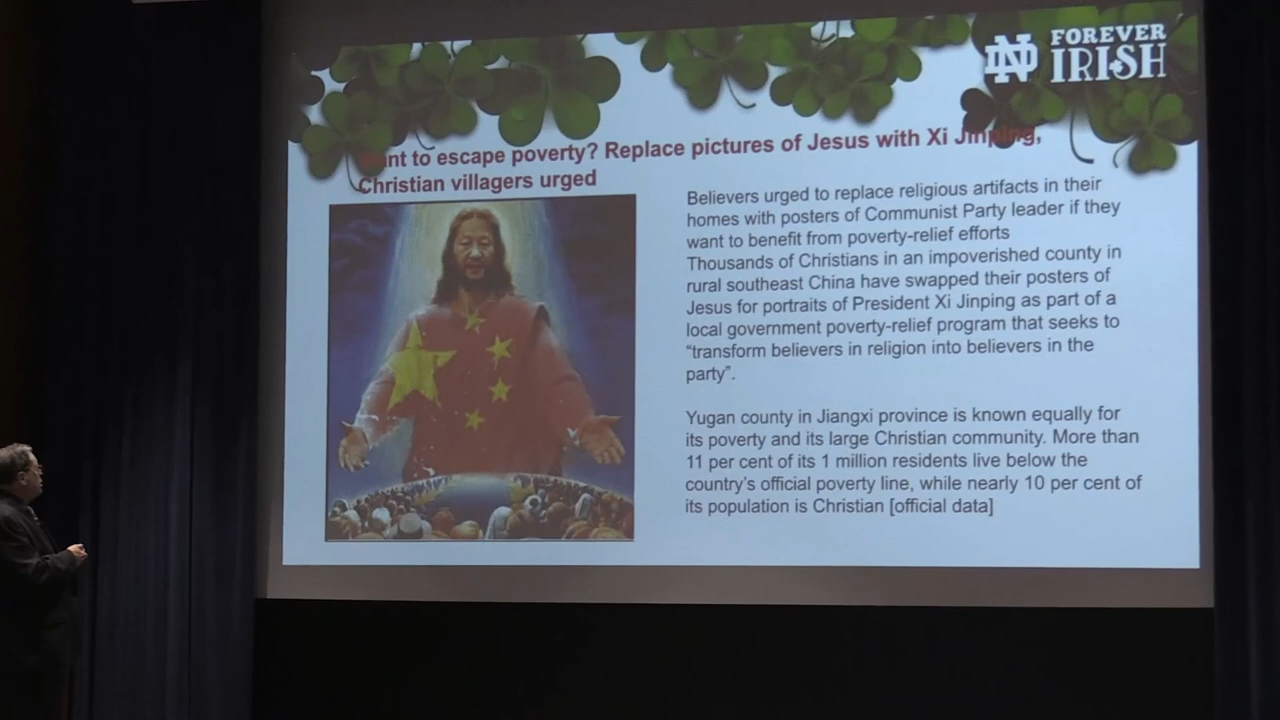 FOREVER
IRISH
ND
Want to escape poverty? Replace pictures of Jesus with Xi Jinping,
Christian villagers urged
Believers urged to replace religious artifacts in their
homes with posters of Communist Party leader if they
want to benefit from poverty-relief efforts
Thousands of Christians in an impoverished county in
rural southeast China have swapped their posters of
Jesus for portraits of President Xi Jinping as part of a
local government poverty-relief program that seeks to
“transform believers in religion into believers in the
party”.
Yugan county in Jiangxi province is known equally for
its poverty and its large Christian community. More than
11 per cent of its 1 million residents live below the
country's official poverty line, while nearly 10 per cent of
its population is Christian [official data]